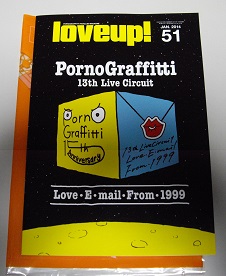 loveup!
JAN. 2014
51
PornoGraffitti
13th Live Circuit
Porno
Graffitti
15th
Anniversary
13th Live Circuit
Love E-mail
From 1999
Love・E・mail・From・1999